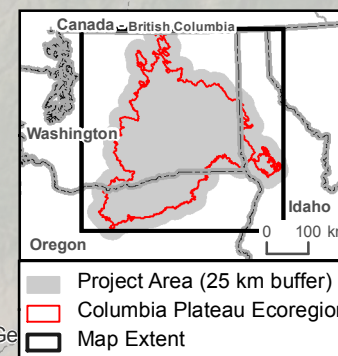 Canada - British Columbia
Washington
Idaho
Oregon
0 100 km
Project Area (25 km buffer)
Columbia Plateau Ecoregion
Map Extent
Ge